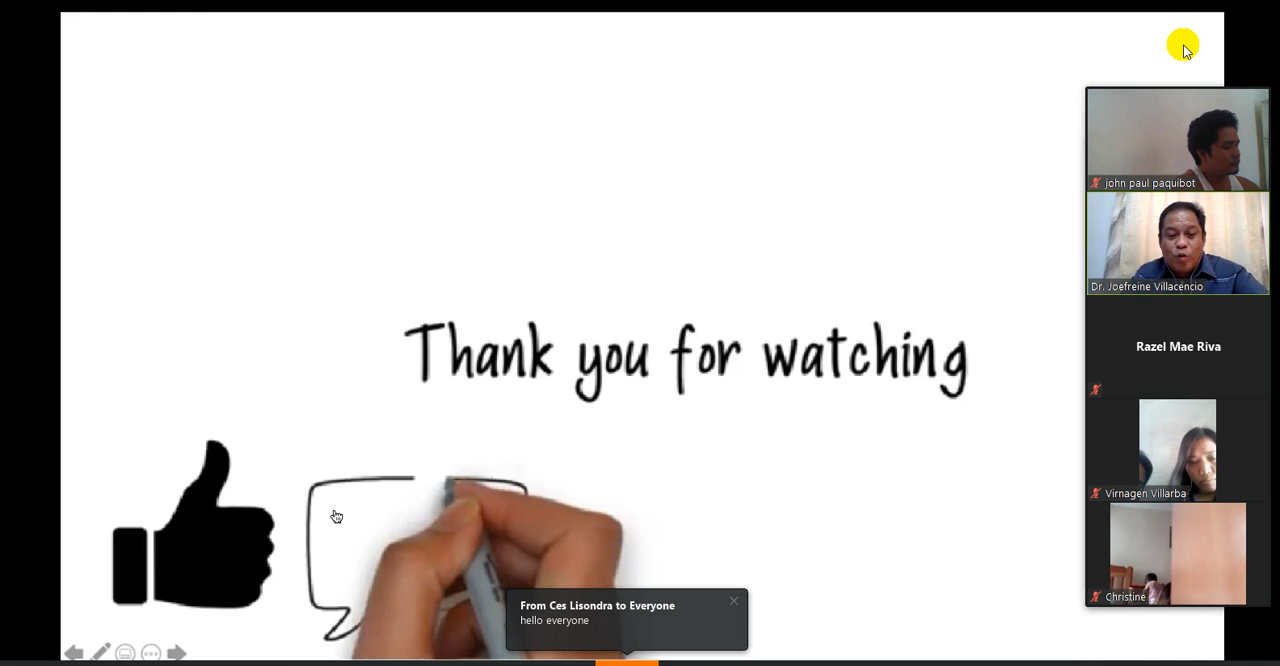 john paul paquibot
Dr. Joefreine Villacencio
Razel Mae Riva
Thank you for watching
Virnagen Villarba
Christine
From Ces Lisondra to Everyone
hello everyone